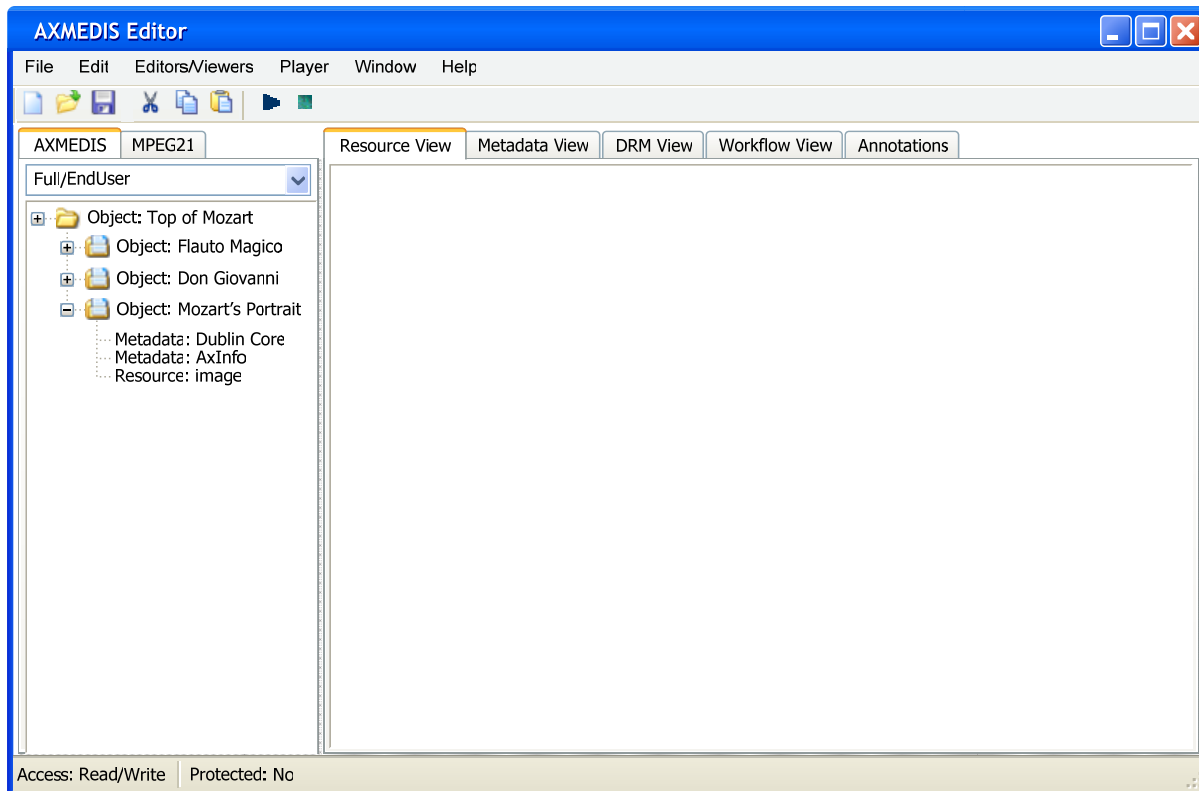 AXMEDIS Editor
File Edit Editors/Viewers Player Window Help
AXMEDIS MPEG21
Resource View Metadata View DRM View Workflow View Annotations
Full/EndUser
Object: Top of Mozart
Object: Flauto Magico
Object: Don Giovanni
Object: Mozart's Portrait
Metadata: Dublin Core
Metadata: AxInfo
Resource: image
Access: Read/Write Protected: No